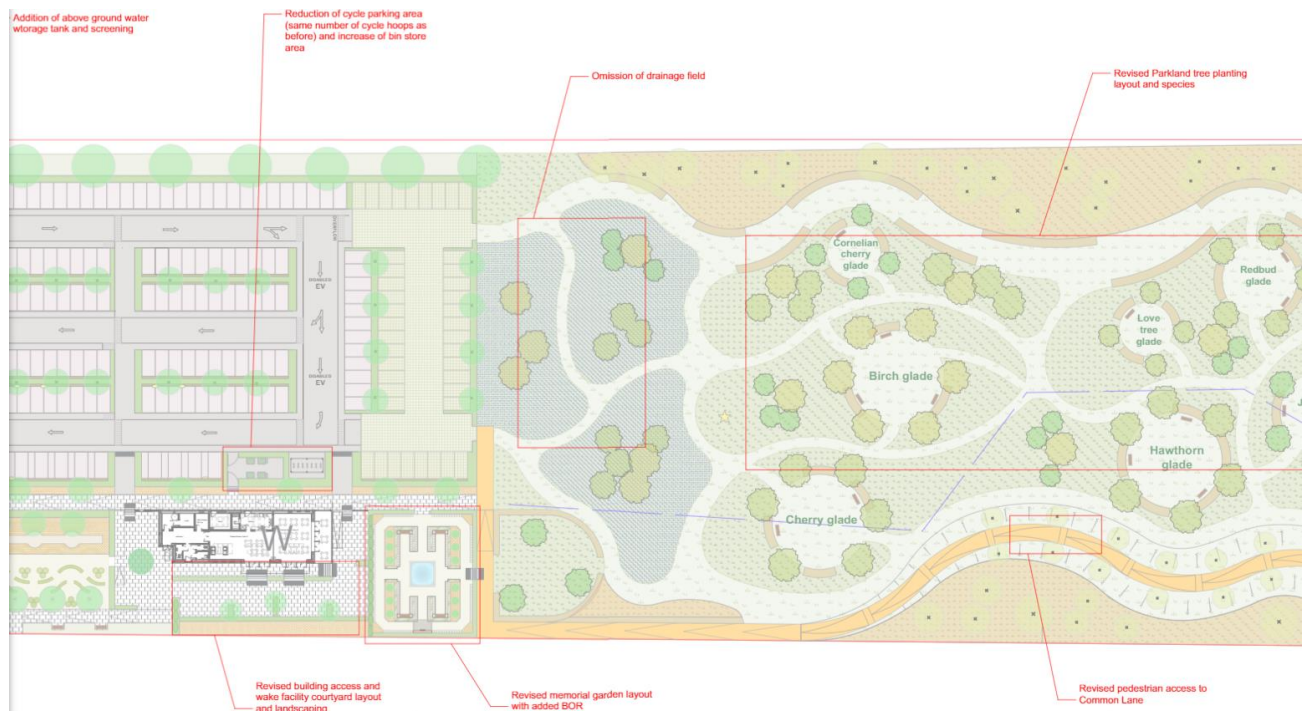 Addition of above ground water
wtorage tank and screening
Reduction of cycle parking area
(same number of cycle hoops as
before) and increase of bin store
area
Omission of drainage field
Revised Parkland tree planting
layout and species
Cornelian
cherry
glade
Redbud
glade
Love
tree
glade
EV
Birch glade
EV
J
Hawthorn
glade
Cherry glade
Revised building access and
wake facility courtyard layout
and landscaping
Revised memorial garden layout
with added BOR
Revised pedestrian access to
Common Lane